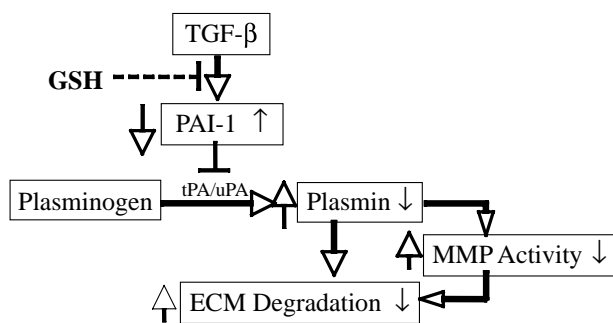 TGF-β
GSH
PAI-1 ↑
tPA/uPA
Plasminogen
Plasmin ↓
MMP Activity ↓
ECM Degradation ↓